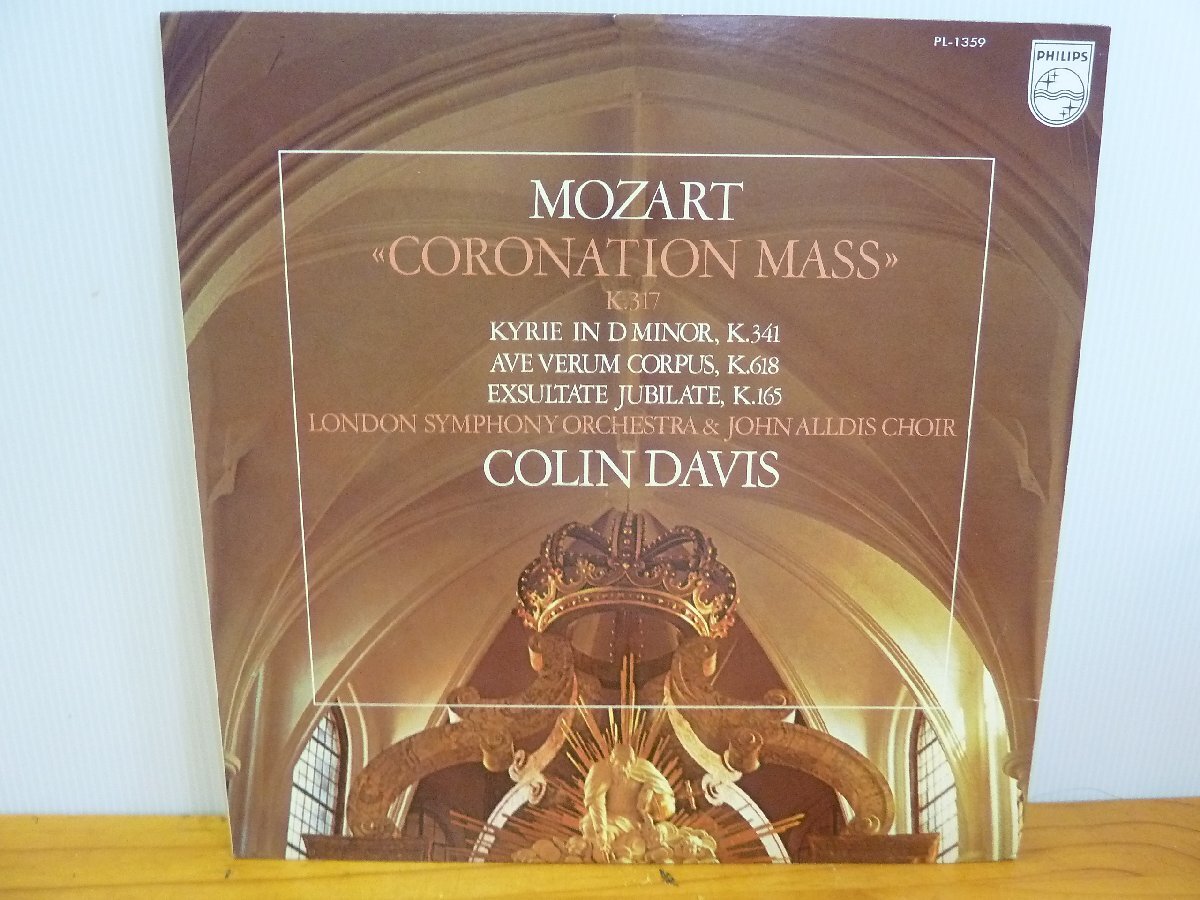 PL-1359
PHILIPS
MOZART
«CORONATION MASS»
K.317
KYRIE IN D MINOR, K.341
AVE VERUM CORPUS, K.618
EXSULTATE JUBILATE, K.165
LONDON SYMPHONY ORCHESTRA & JOHN ALLDIS CHOIR
COLIN DAVIS